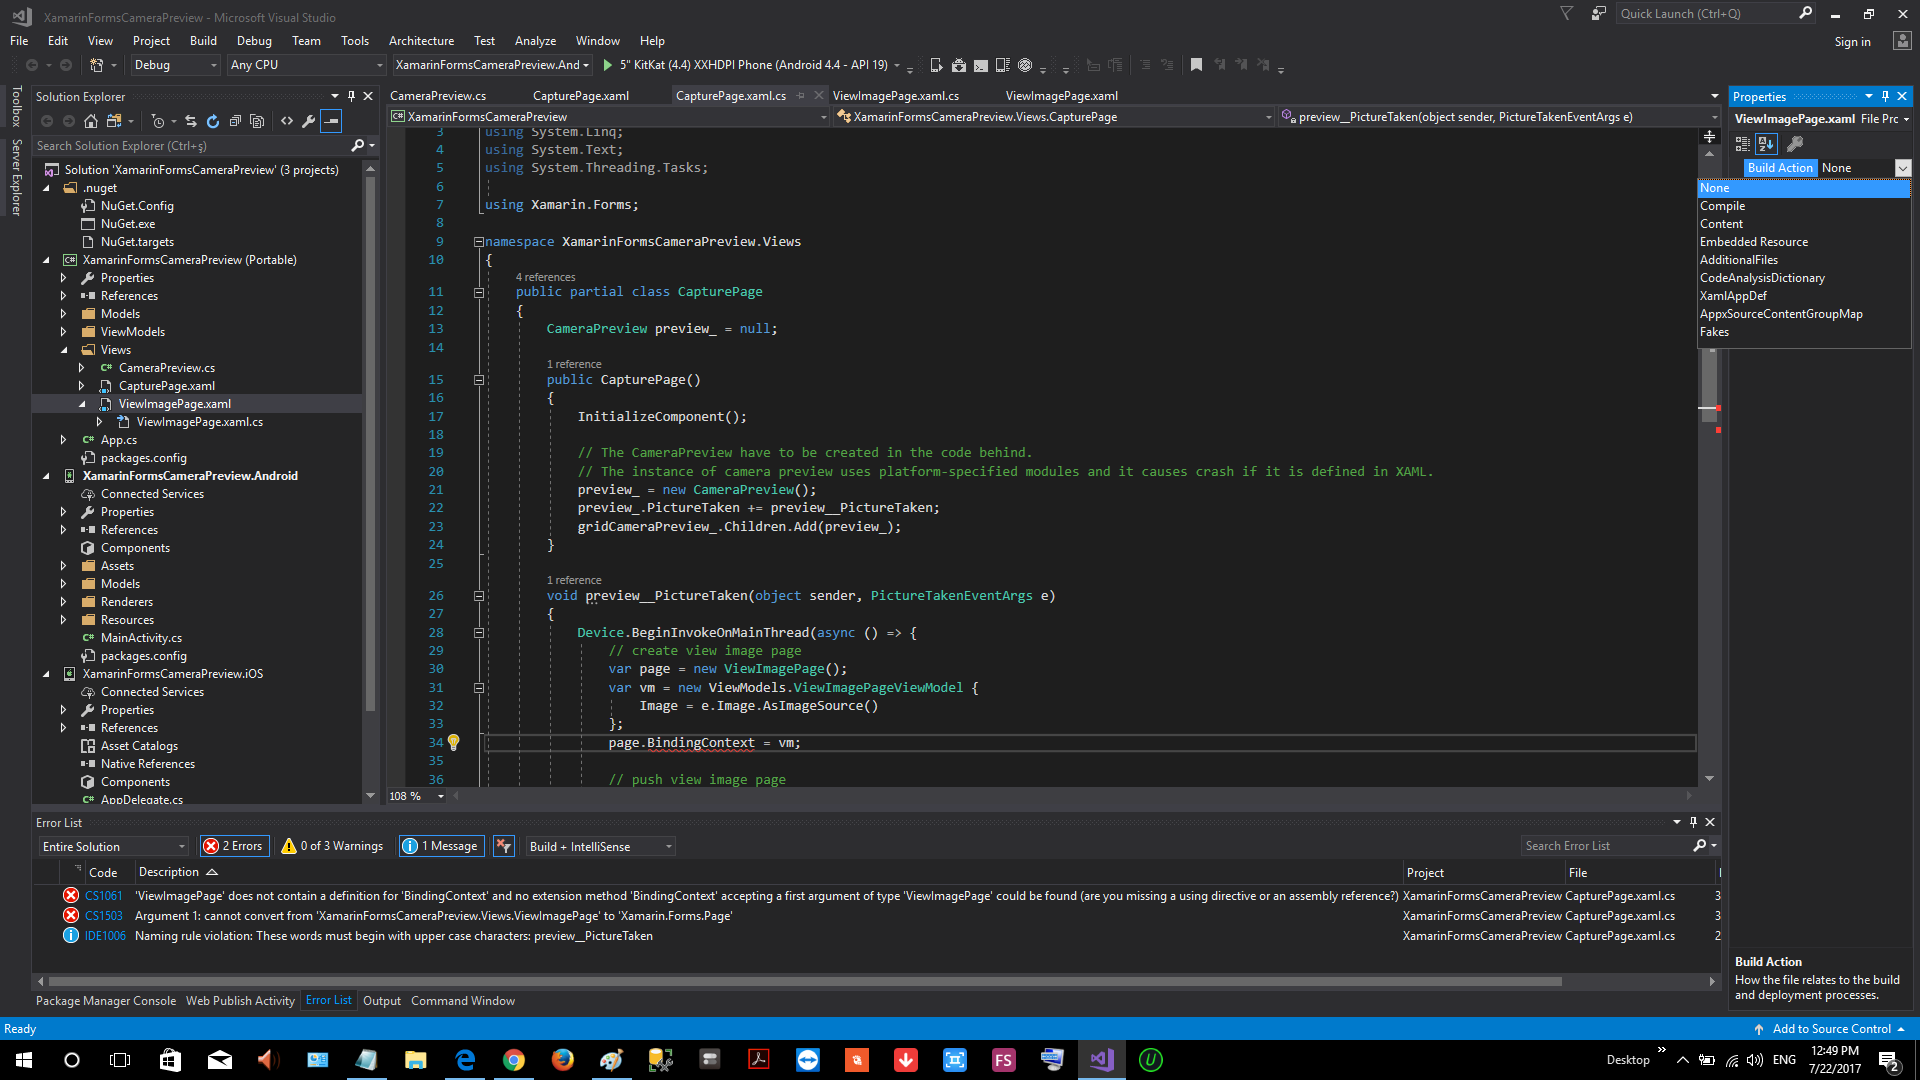 XamarinFormsCameraPreview - Microsoft Visual Studio
Quick Launch (Ctrl+Q)
File Edit View Project Build Debug Team Tools Architecture Test Analyze Window Help
Sign in
Debug Any CPU XamarinFormsCameraPreview.And 5" KitKat (4.4) XXHDPI Phone (Android 4.4 - API 19)
Toolbox
Server Explorer
Solution Explorer
Search Solution Explorer (Ctrl+ş)
Solution 'XamarinFormsCameraPreview' (3 projects)
.nuget
NuGet.Config
NuGet.exe
NuGet.targets
XamarinFormsCameraPreview (Portable)
Properties
References
Models
ViewModels
Views
CameraPreview.cs
CapturePage.xaml
ViewImagePage.xaml
ViewImagePage.xaml.cs
App.cs
packages.config
XamarinFormsCameraPreview.Android
Connected Services
Properties
References
Components
Assets
Models
Renderers
Resources
MainActivity.cs
packages.config
XamarinFormsCameraPreview.iOS
Connected Services
Properties
References
Asset Catalogs
Native References
Components
AppDelegate.cs
CameraPreview.cs CapturePage.xaml CapturePage.xaml.cs ViewImagePage.xaml.cs ViewImagePage.xaml
XamarinFormsCameraPreview XamarinFormsCameraPreview.Views.CapturePage preview__PictureTaken(object sender, PictureTakenEventArgs e)
3 using System.Linq;
4 using System.Text;
5 using System.Threading.Tasks;
6
7 using Xamarin.Forms;
8
9 namespace XamarinFormsCameraPreview.Views
10 {
4 references
11 public partial class CapturePage
12 {
13 CameraPreview preview_ = null;
14
1 reference
15 public CapturePage()
16 {
17 InitializeComponent();
18
19 // The CameraPreview have to be created in the code behind.
20 // The instance of camera preview uses platform-specified modules and it causes crash if it is defined in XAML.
21 preview_ = new CameraPreview();
22 preview_.PictureTaken += preview__PictureTaken;
23 gridCameraPreview_.Children.Add(preview_);
24 }
25
1 reference
26 void preview__PictureTaken(object sender, PictureTakenEventArgs e)
27 {
28 Device.BeginInvokeOnMainThread(async () => {
29 // create view image page
30 var page = new ViewImagePage();
31 var vm = new ViewModels.ViewImagePageViewModel {
32 Image = e.Image.AsImageSource()
33 };
34 page.BindingContext = vm;
35
36 // push view image page
108 %
Properties
ViewImagePage.xaml File Prc
Build Action None
None
Compile
Content
Embedded Resource
AdditionalFiles
CodeAnalysisDictionary
XamlAppDef
AppxSourceContentGroupMap
Fakes
Build Action
How the file relates to the build
and deployment processes.
Error List
Entire Solution 2 Errors 0 of 3 Warnings 1 Message Build + IntelliSense Search Error List
Code Description Project File
CS1061 'ViewImagePage' does not contain a definition for 'BindingContext' and no extension method 'BindingContext' accepting a first argument of type 'ViewImagePage' could be found (are you missing a using directive or an assembly reference?) XamarinFormsCameraPreview CapturePage.xaml.cs 3
CS1503 Argument 1: cannot convert from 'XamarinFormsCameraPreview.Views.ViewImagePage' to 'Xamarin.Forms.Page' XamarinFormsCameraPreview CapturePage.xaml.cs 3
IDE1006 Naming rule violation: These words must begin with upper case characters: preview__PictureTaken XamarinFormsCameraPreview CapturePage.xaml.cs 2
Package Manager Console Web Publish Activity Error List Output Command Window
Ready
Add to Source Control
FS
U
Desktop
ENG
12:49 PM
7/22/2017
2